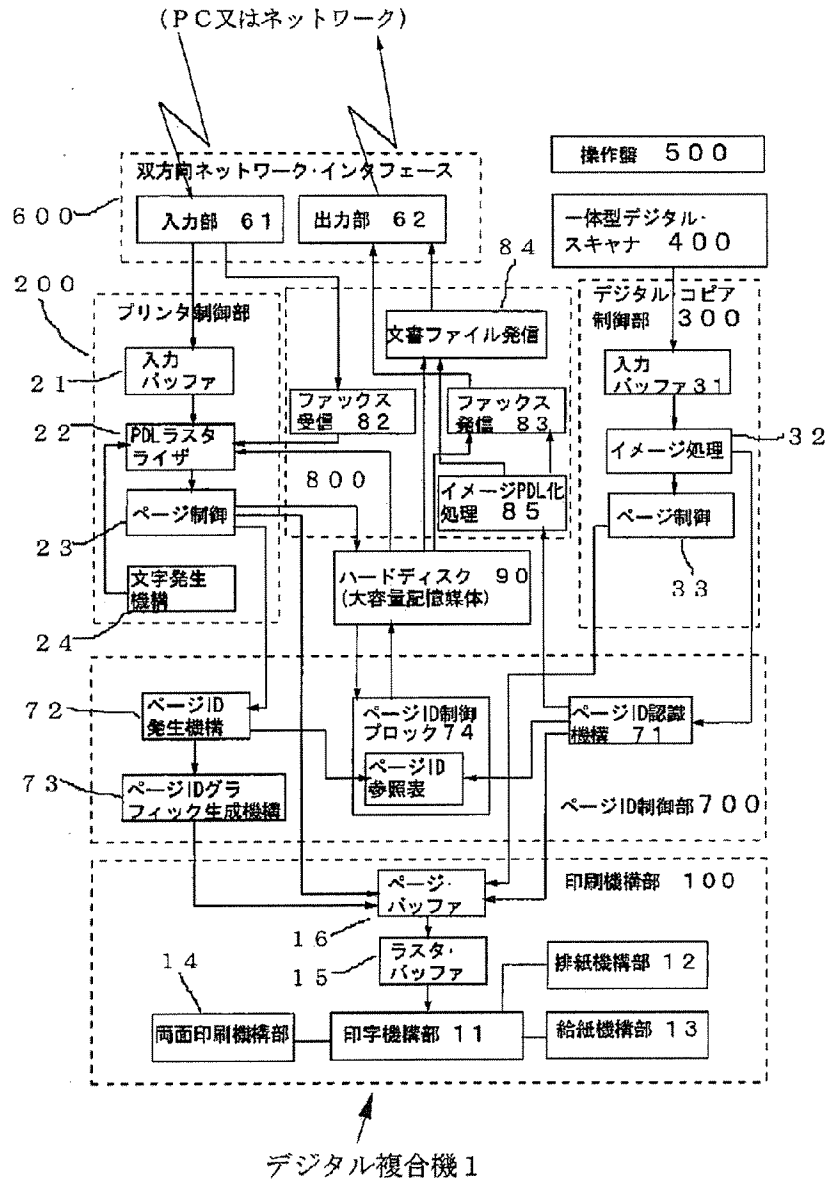 (PC又はネットワーク)
双方向ネットワーク・インタフェース
600
入力部 61
出力部 62
操作盤 500
一体型デジタル・
スキャナ 400
84
200
プリンタ制御部
デジタル・コピア
制御部 300
文書ファイル発信
21
入力
バッファ
入力
バッファ31
ファックス
受信 82
ファックス
発信 83
22
PDLラスタ
ライザ
イメージ処理
32
800
イメージPDL化
処理 85
23
ページ制御
ページ制御
33
ハードディスク 90
(大容量記憶媒体)
文字発生
機構
24
72
ページID
発生機構
ページID制御
ブロック74
ページID認識
機構 71
ページID
参照表
73
ページIDグラ
フィック生成機構
ページID制御部700
ページ・
バッファ
印刷機構部 100
16
ラスタ・
バッファ
15
14
排紙機構部 12
両面印刷機構部
印字機構部 11
給紙機構部 13
デジタル複合機1